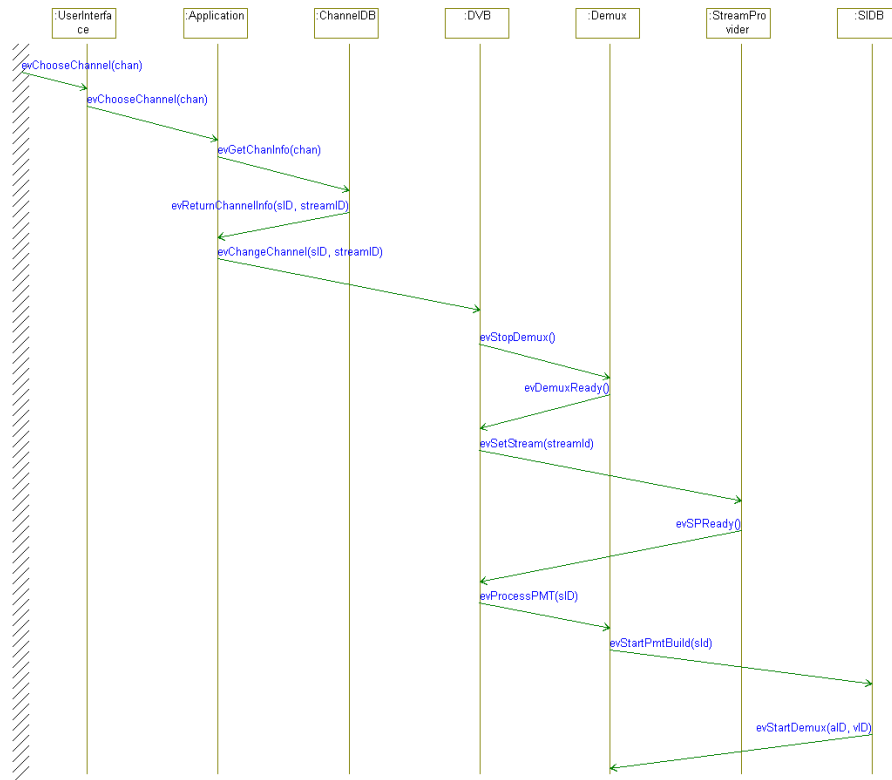 :UserInterfa
ce
:Application
:ChannelDB
:DVB
:Demux
:StreamPro
vider
:SIDB
evChooseChannel(chan)
evChooseChannel(chan)
evGetChanInfo(chan)
evReturnChannelInfo(sID, streamID)
evChangeChannel(sID, streamID)
evStopDemux()
evDemuxReady()
evSetStream(streamId)
evSPReady()
evProcessPMT(sID)
evStartPmtBuild(sId)
evStartDemux(aID, vID)